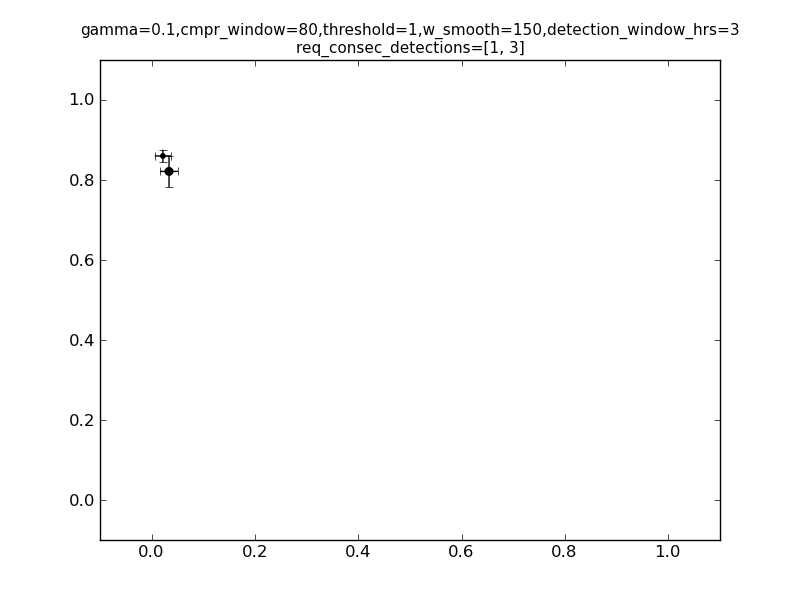 gamma=0.1,cmpr_window=80,threshold=1,w_smooth=150,detection_window_hrs=3
req_consec_detections=[1, 3]
1.0
0.8
0.6
0.4
0.2
0.0
0.0 0.2 0.4 0.6 0.8 1.0